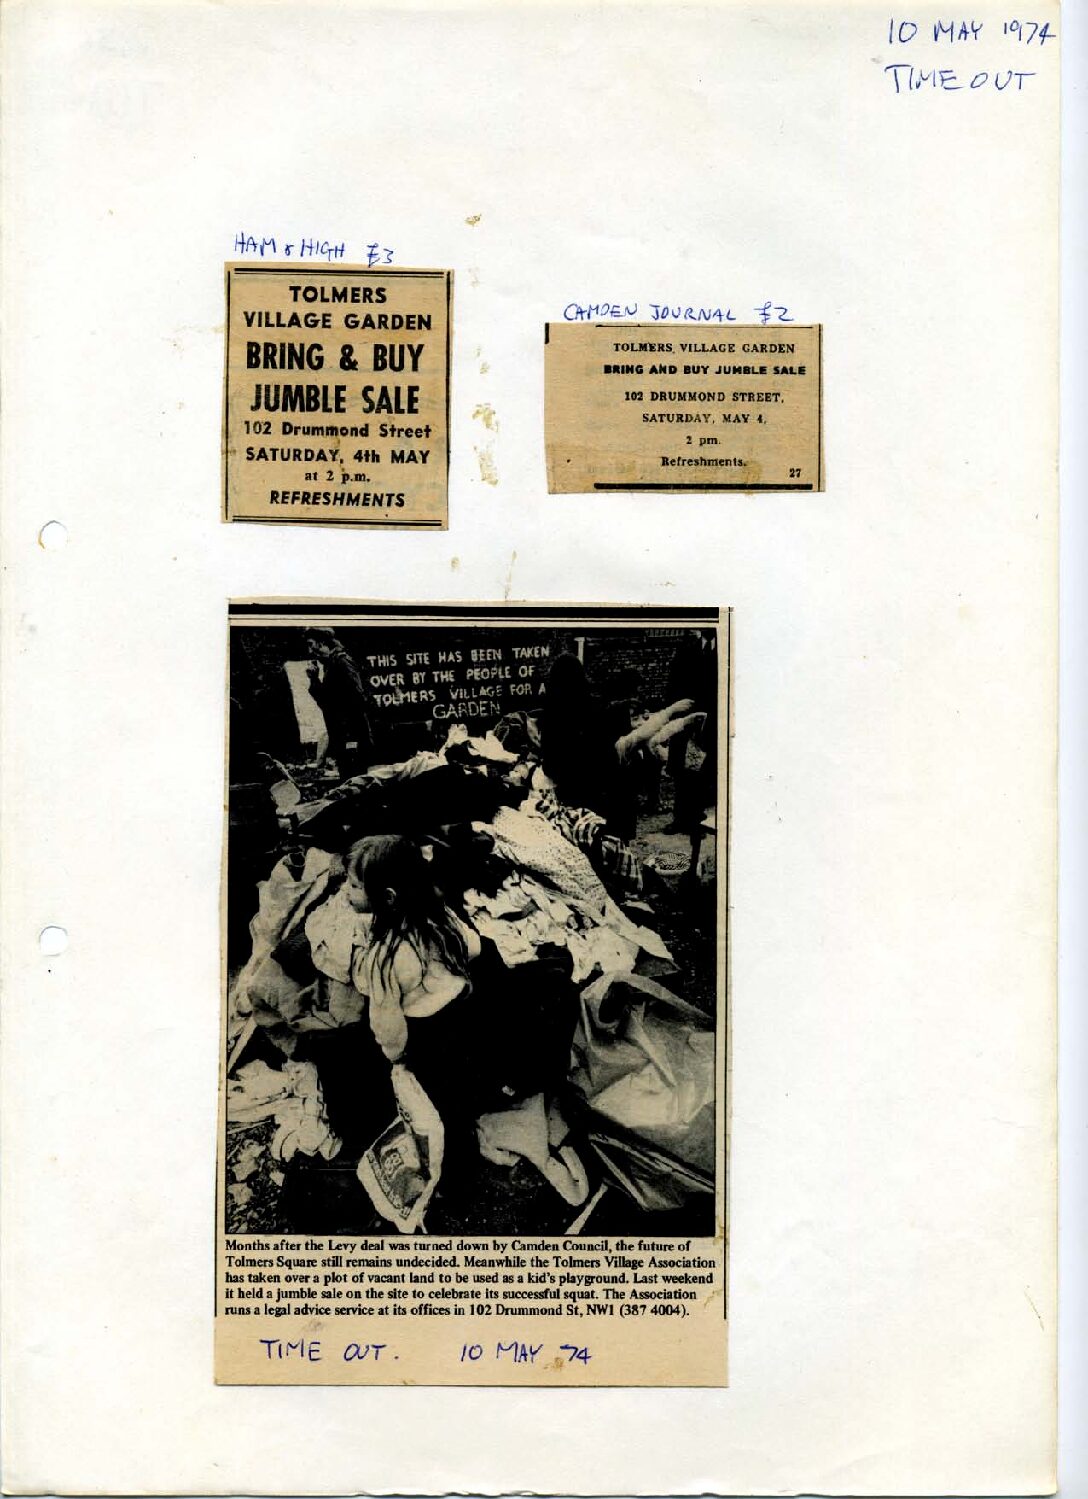 10 MAY 1974
TIME OUT
HAM & HIGH £3
TOLMERS
VILLAGE GARDEN
BRING & BUY
JUMBLE SALE
102 Drummond Street
SATURDAY, 4th MAY
at 2 p.m.
REFRESHMENTS
CAMDEN JOURNAL £2
TOLMERS VILLAGE GARDEN
BRING AND BUY JUMBLE SALE
102 DRUMMOND STREET,
SATURDAY, MAY 4,
2 pm.
Refreshments.
27
THIS SITE HAS BEEN TAKEN
OVER BY THE PEOPLE OF
TOLMERS VILLAGE FOR A
GARDEN
Months after the Levy deal was turned down by Camden Council, the future of
Tolmers Square still remains undecided. Meanwhile the Tolmers Village Association
has taken over a plot of vacant land to be used as a kid's playground. Last weekend
it held a jumble sale on the site to celebrate its successful squat. The Association
runs a legal advice service at its offices in 102 Drummond St, NW1 (387 4004).
TIME OUT. 10 MAY 74